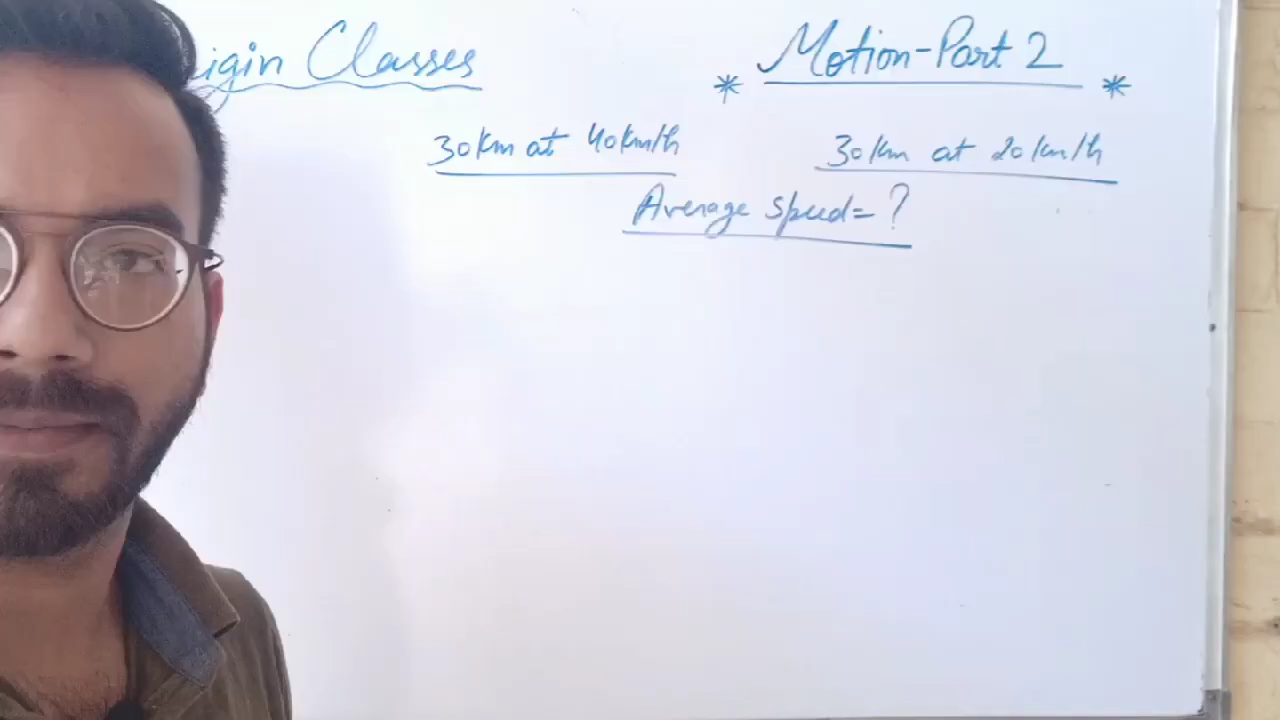 igin Classes
* Motion-Part 2 *
30km at 40km/h
30km at 20km/h
Average speed= ?